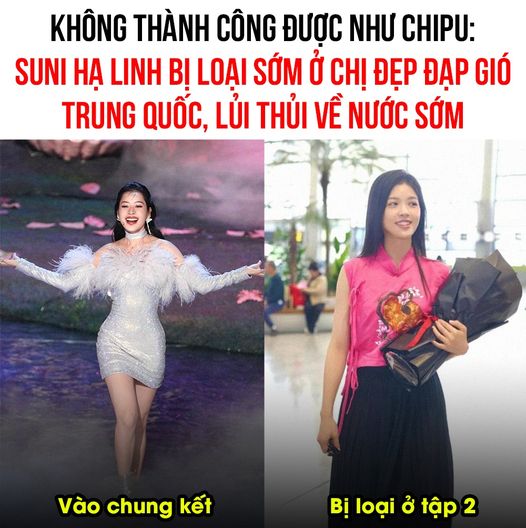 KHÔNG THÀNH CÔNG ĐƯỢC NHƯ CHIPU:
SUNI HẠ LINH BỊ LOẠI SỚM Ở CHỊ ĐẸP ĐẠP GIÓ
TRUNG QUỐC, LỦI THỦI VỀ NƯỚC SỚM
Vào chung kết
Bị loại ở tập 2